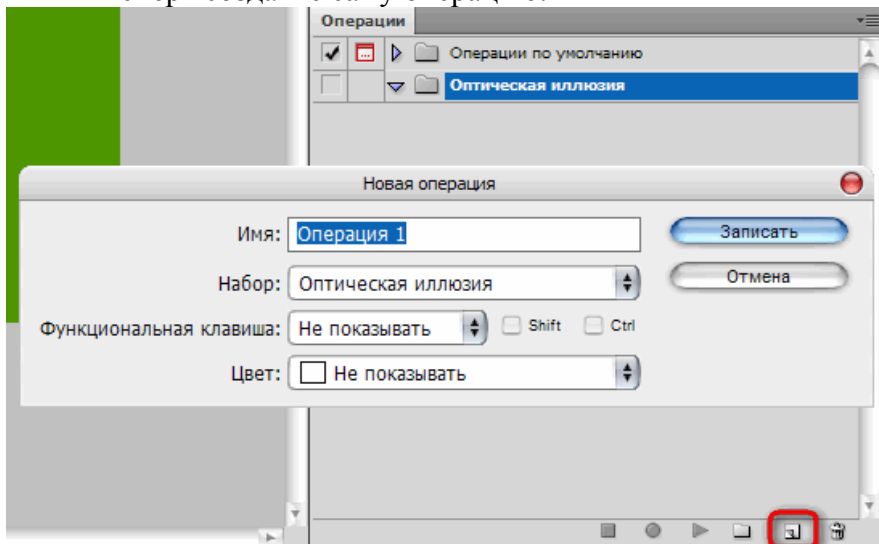 Операции
Операции по умолчанию
Оптическая иллюзия
Новая операция
Имя: Операция 1
Записать
Набор: Оптическая иллюзия
Отмена
Функциональная клавиша: Не показывать Shift Ctrl
Цвет: Не показывать